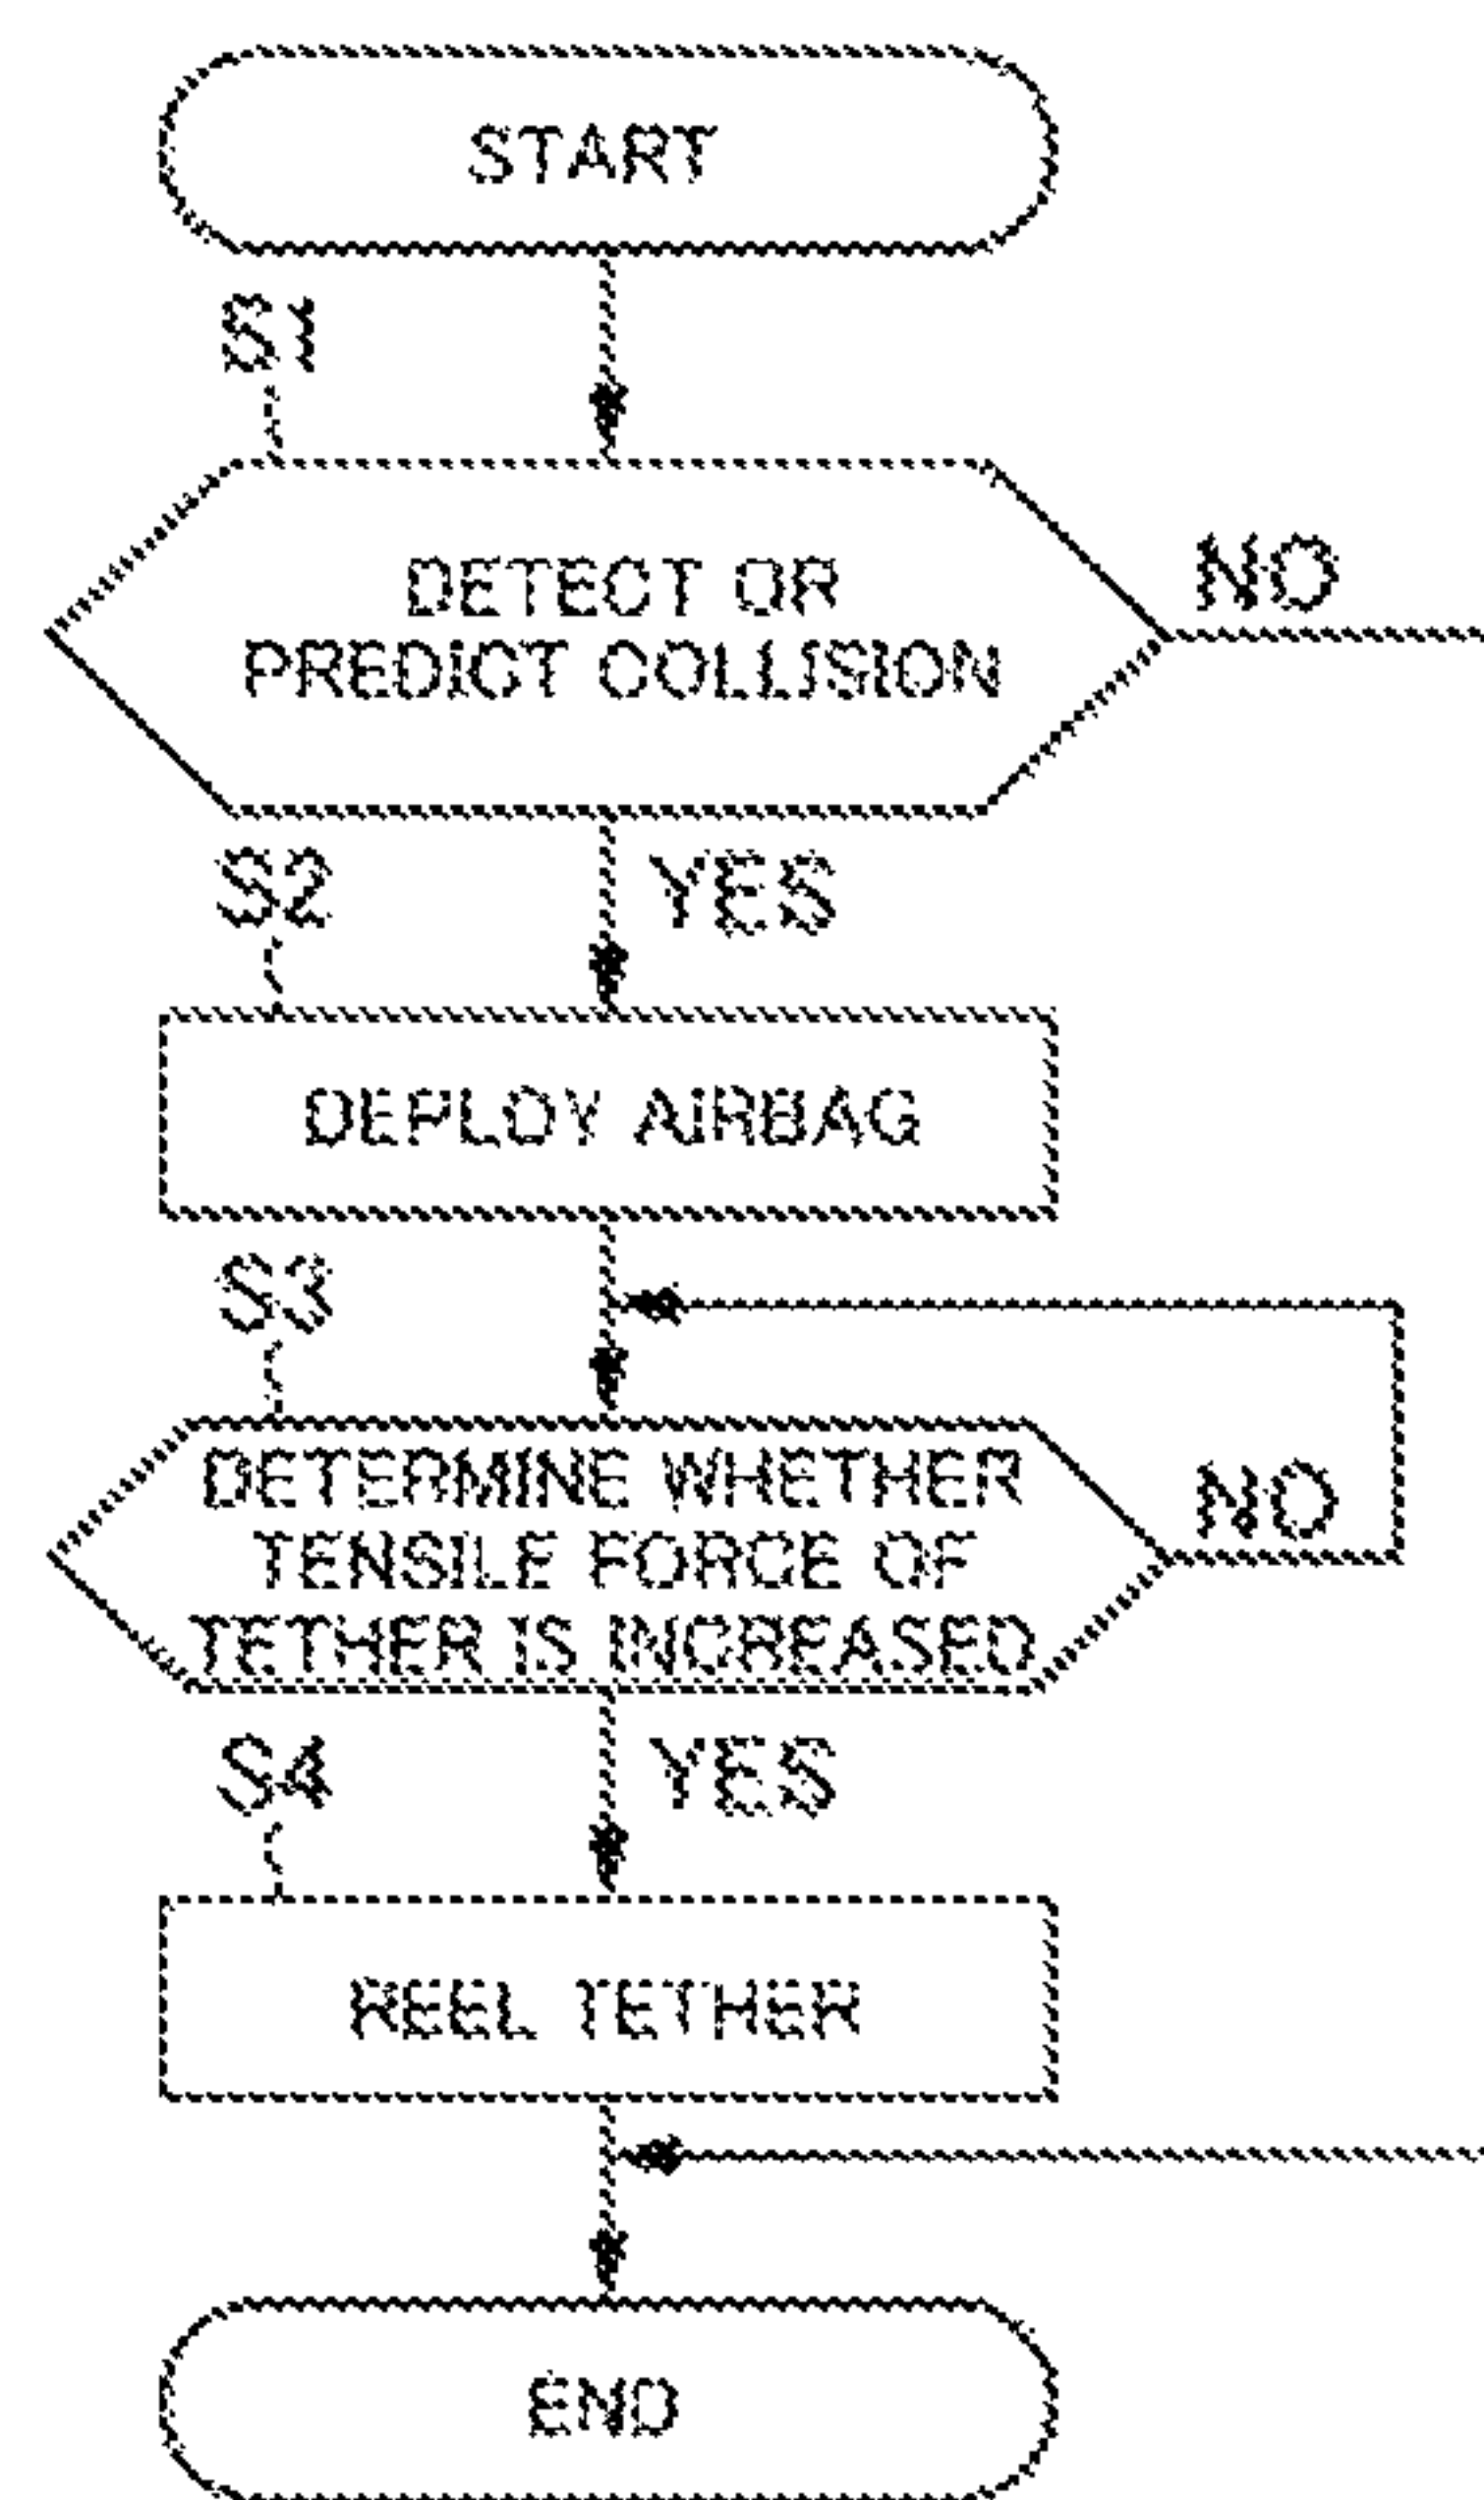 START
S1
DETECT OR
PREDICT COLLISION
NO
S2
YES
DEPLOY AIRBAG
S3
DETERMINE WHETHER
TENSILE FORCE OF
TETHER IS INCREASED
NO
S4
YES
REEL TETHER
END